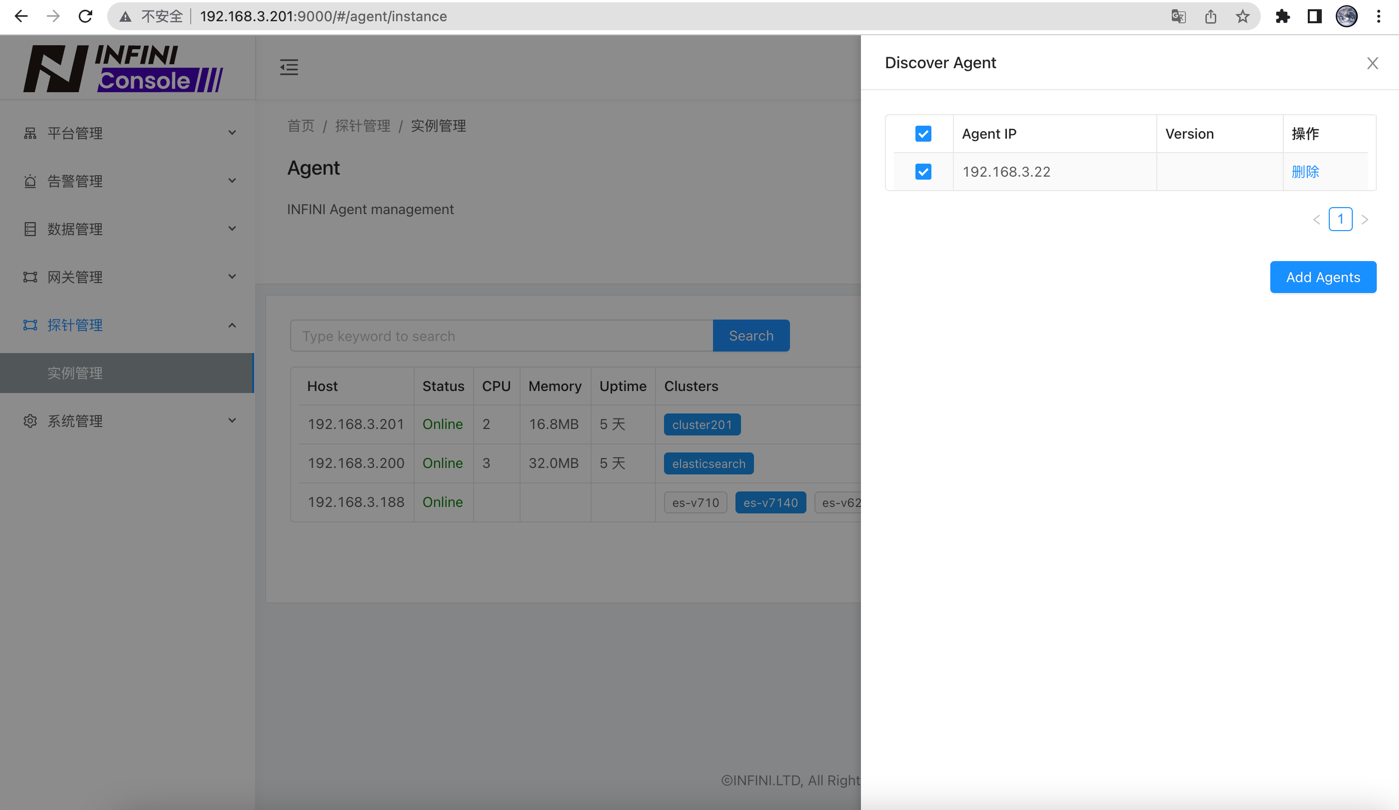 不安全 192.168.3.201:9000/#/agent/instance
INFINI
Console
平台管理
告警管理
数据管理
网关管理
探针管理
实例管理
系统管理
首页 / 探针管理 / 实例管理
Agent
INFINI Agent management
Type keyword to search Search
Host Status CPU Memory Uptime Clusters
192.168.3.201 Online 2 16.8MB 5 天 cluster201
192.168.3.200 Online 3 32.0MB 5 天 elasticsearch
192.168.3.188 Online es-v710 es-v7140 es-v62
©INFINI.LTD, All Right
Discover Agent
Agent IP Version 操作
192.168.3.22 删除
1
Add Agents